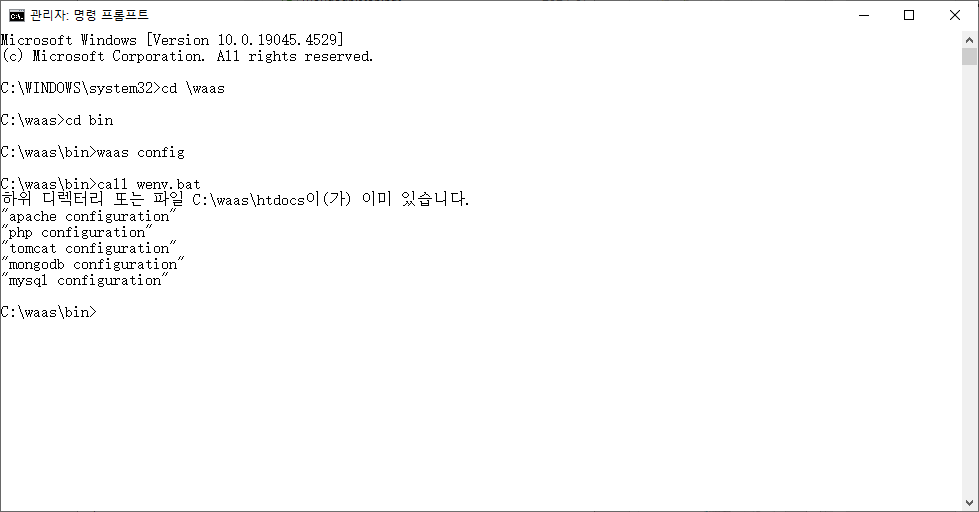 관리자: 명령 프롬프트
Microsoft Windows [Version 10.0.19045.4529]
(c) Microsoft Corporation. All rights reserved.
C:\WINDOWS\system32>cd \waas
C:\waas>cd bin
C:\waas\bin>waas config
C:\waas\bin>call wenv.bat
하위 디렉터리 또는 파일 C:\waas\htdocs이(가) 이미 있습니다.
"apache configuration"
"php configuration"
"tomcat configuration"
"mongodb configuration"
"mysql configuration"
C:\waas\bin>